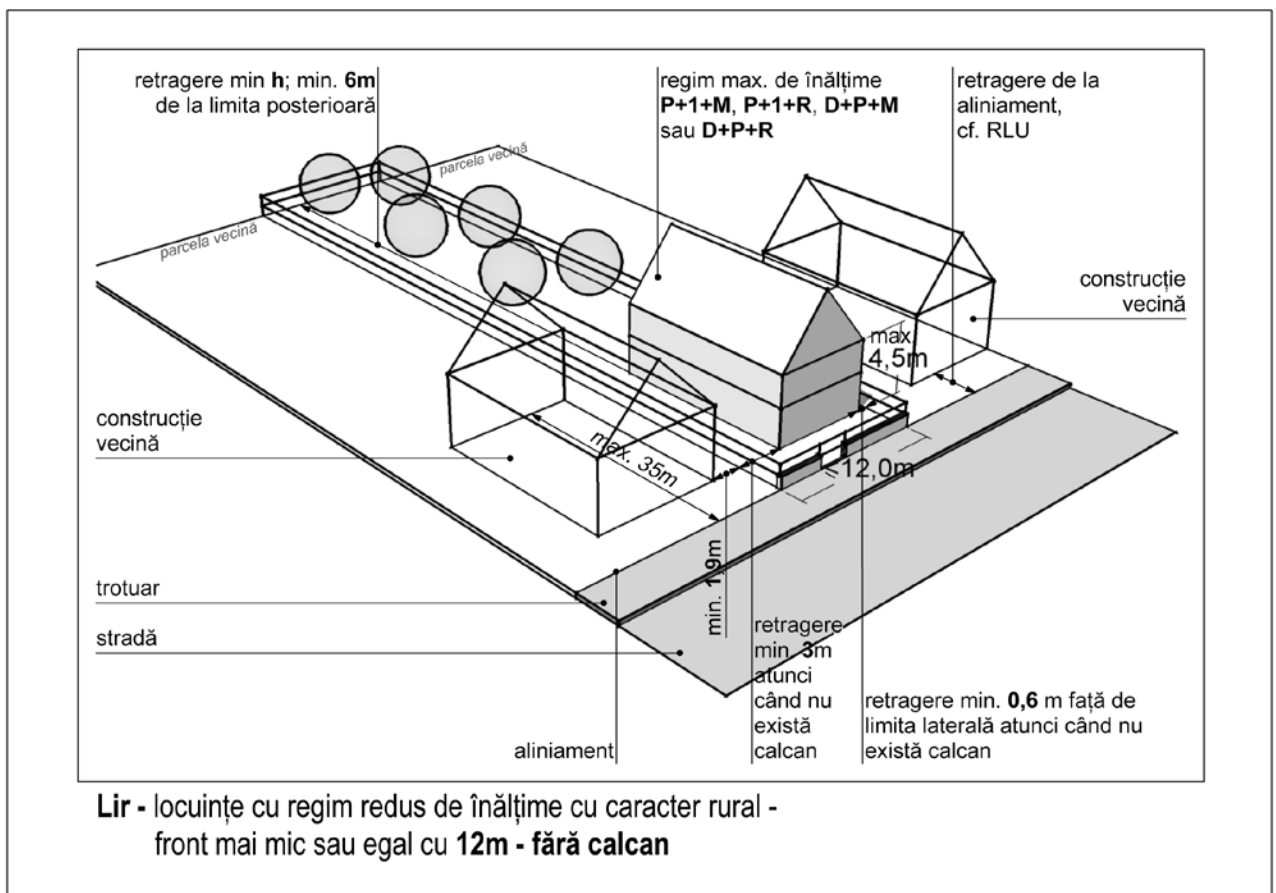 retragere min h; min. 6m
de la limita posterioară
regim max. de înălțime
P+1+M, P+1+R, D+P+M
sau D+P+R
retragere de la
aliniament,
cf. RLU
parcela vecină
parcela vecină
construcție
vecină
max.
4,5m
construcție
vecină
max. 35m
<=12,0m
min. 1,9m
trotuar
stradă
retragere
min. 3m
atunci
când nu
există
calcan
retragere min. 0,6 m față de
limita laterală atunci când nu
există calcan
aliniament
Lir - locuințe cu regim redus de înălțime cu caracter rural -
front mai mic sau egal cu 12m - fără calcan